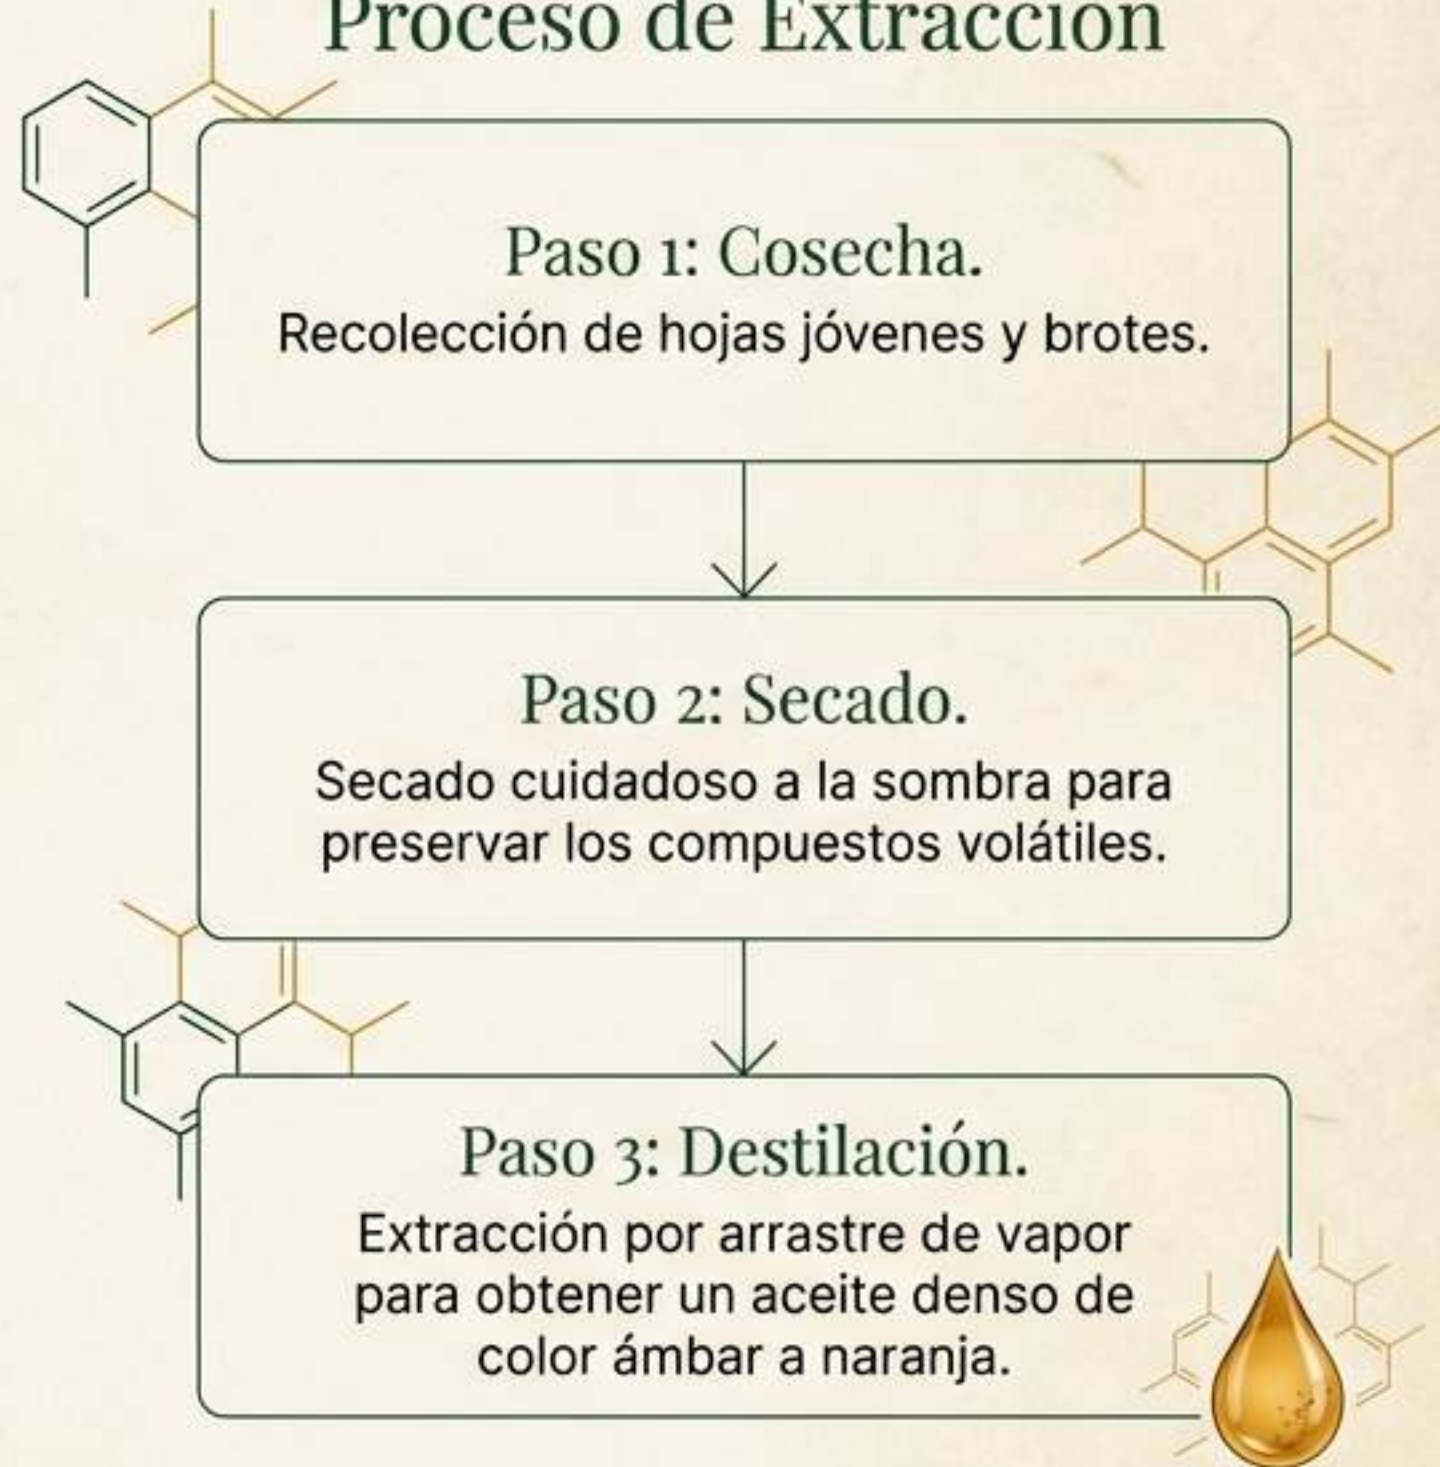 Proceso de Extracción
Paso 1: Cosecha.
Recolección de hojas jóvenes y brotes.
Paso 2: Secado.
Secado cuidadoso a la sombra para
preservar los compuestos volátiles.
Paso 3: Destilación.
Extracción por arrastre de vapor
para obtener un aceite denso de
color ámbar a naranja.